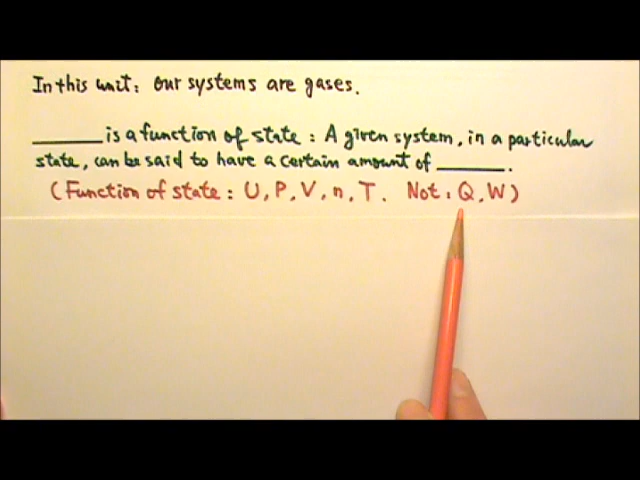 In this unit: our systems are gases.
______ is a function of state: A given system, in a particular
state, can be said to have a certain amount of ______.
(Function of state: U, P, V, n, T. Not: Q, W)